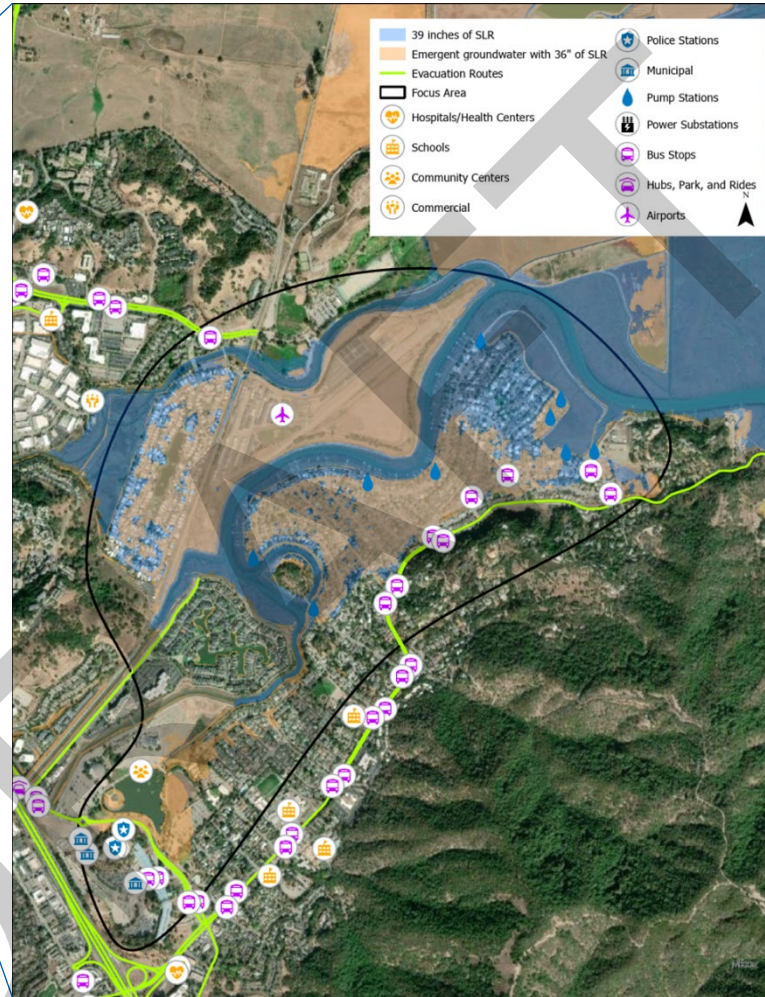 39 inches of SLR
Emergent groundwater with 36" of SLR
Evacuation Routes
Focus Area
Hospitals/Health Centers
Schools
Community Centers
Commercial
Police Stations
Municipal
Pump Stations
Power Substations
Bus Stops
Hubs, Park, and Rides
Airports
N